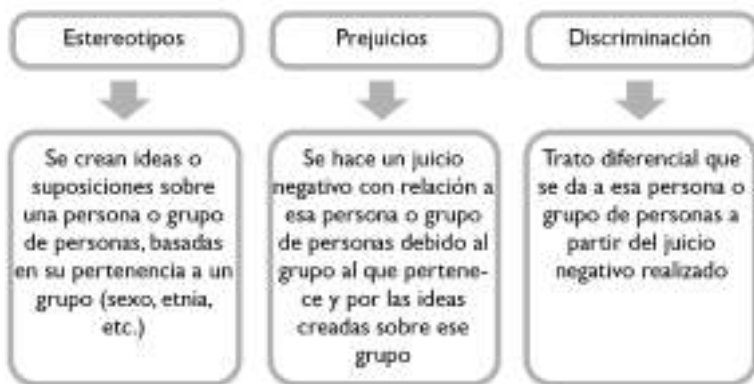 Estereotipos
Se crean ideas o
suposiciones sobre
una persona o grupo
de personas, basadas
en su pertenencia a un
grupo (sexo, etnia,
etc.)
Prejuicios
Se hace un juicio
negativo con relación a
esa persona o grupo
de personas debido al
grupo al que pertene-
ce y por las ideas
creadas sobre ese
grupo
Discriminación
Trato diferencial que
se da a esa persona o
grupo de personas a
partir del juicio
negativo realizado